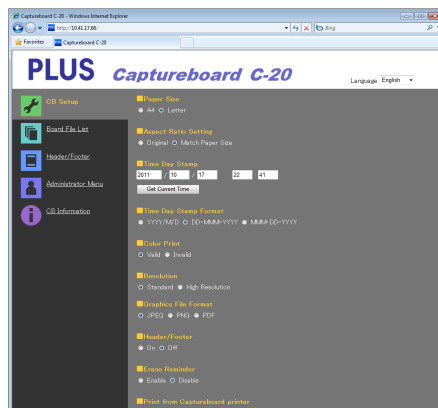 Captureboard C-20 - Windows Internet Explorer
http://10.41.17.68/
Bing
Favorites
Captureboard C-20
PLUS Captureboard C-20
Language English
CB Setup
Board File List
Header/Footer
Administrator Menu
CB Information
Paper Size
A4 Letter
Aspect Ratio Setting
Original Match Paper Size
Time Day Stamp
2011 / 10 / 17 22 41
Get Current Time
Time Day Stamp Format
YYYY/M/D DD-MMM-YYYY MMM-DD-YYYY
Color Print
Valid Invalid
Resolution
Standard High Resolution
Graphics File Format
JPEG PNG PDF
Header/Footer
On Off
Erase Reminder
Enable Disable
Print from Captureboard printer